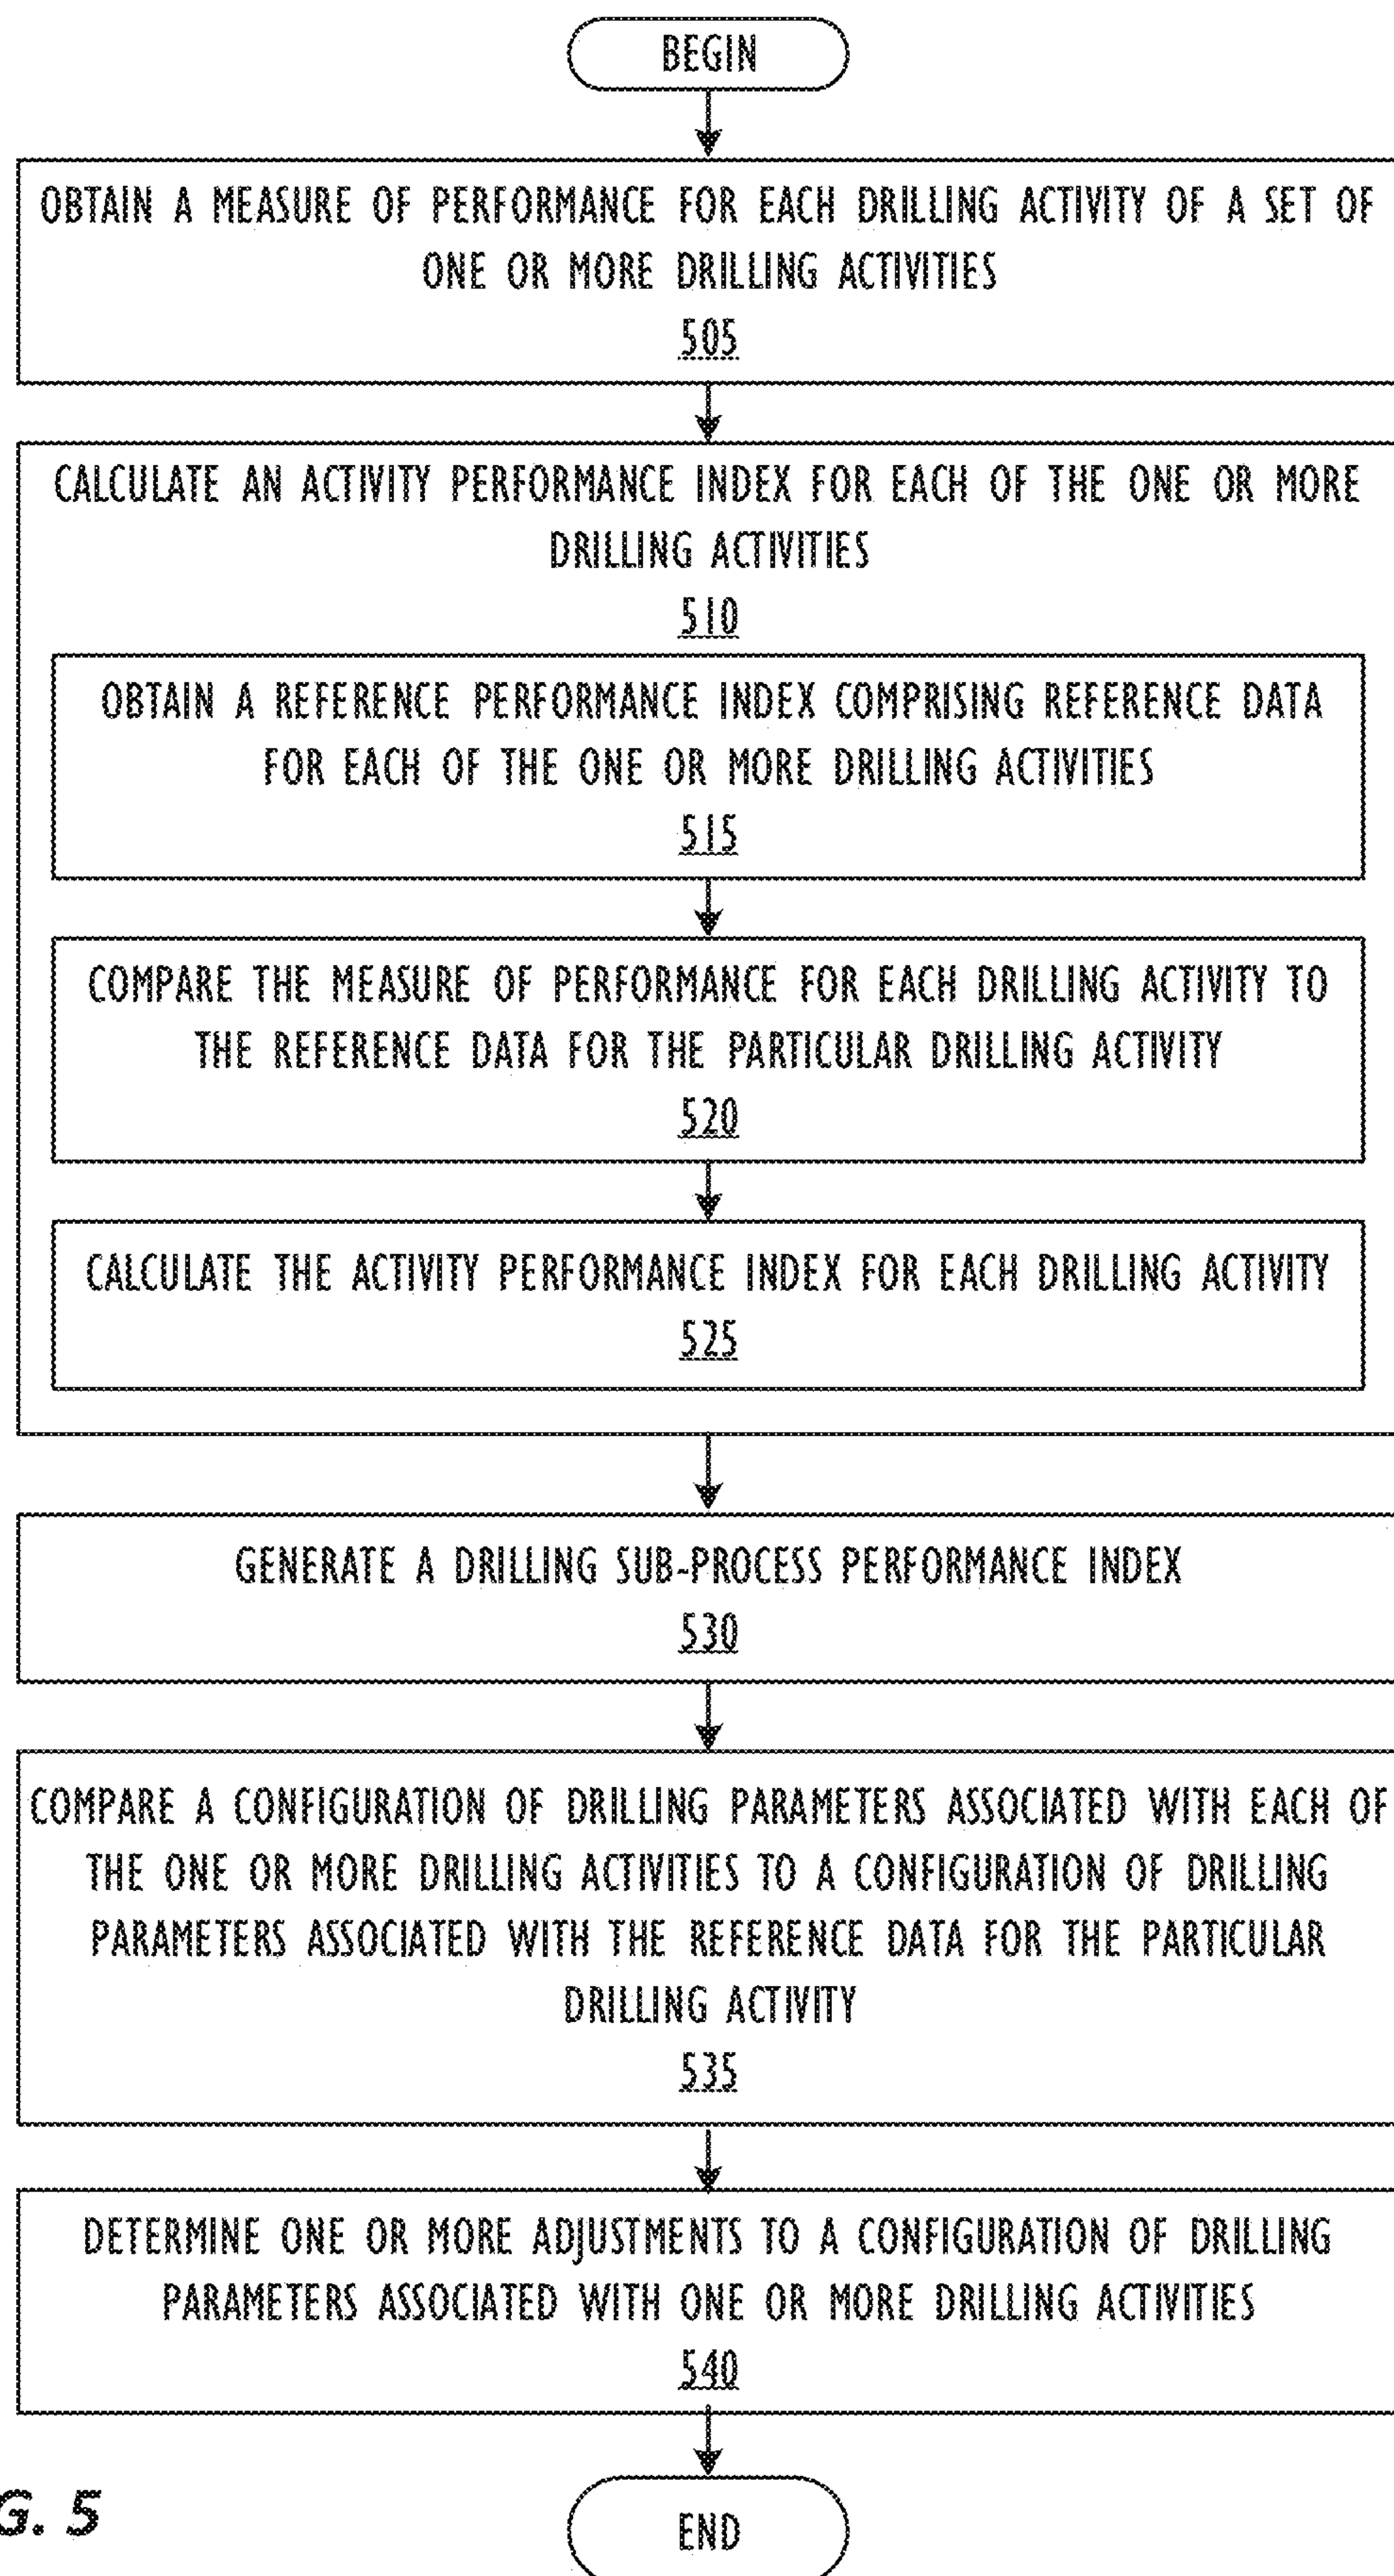 BEGIN
OBTAIN A MEASURE OF PERFORMANCE FOR EACH DRILLING ACTIVITY OF A SET OF
ONE OR MORE DRILLING ACTIVITIES
505
CALCULATE AN ACTIVITY PERFORMANCE INDEX FOR EACH OF THE ONE OR MORE
DRILLING ACTIVITIES
510
OBTAIN A REFERENCE PERFORMANCE INDEX COMPRISING REFERENCE DATA
FOR EACH OF THE ONE OR MORE DRILLING ACTIVITIES
515
COMPARE THE MEASURE OF PERFORMANCE FOR EACH DRILLING ACTIVITY TO
THE REFERENCE DATA FOR THE PARTICULAR DRILLING ACTIVITY
520
CALCULATE THE ACTIVITY PERFORMANCE INDEX FOR EACH DRILLING ACTIVITY
525
GENERATE A DRILLING SUB-PROCESS PERFORMANCE INDEX
530
COMPARE A CONFIGURATION OF DRILLING PARAMETERS ASSOCIATED WITH EACH OF
THE ONE OR MORE DRILLING ACTIVITIES TO A CONFIGURATION OF DRILLING
PARAMETERS ASSOCIATED WITH THE REFERENCE DATA FOR THE PARTICULAR
DRILLING ACTIVITY
535
DETERMINE ONE OR MORE ADJUSTMENTS TO A CONFIGURATION OF DRILLING
PARAMETERS ASSOCIATED WITH ONE OR MORE DRILLING ACTIVITIES
540
G. 5
END